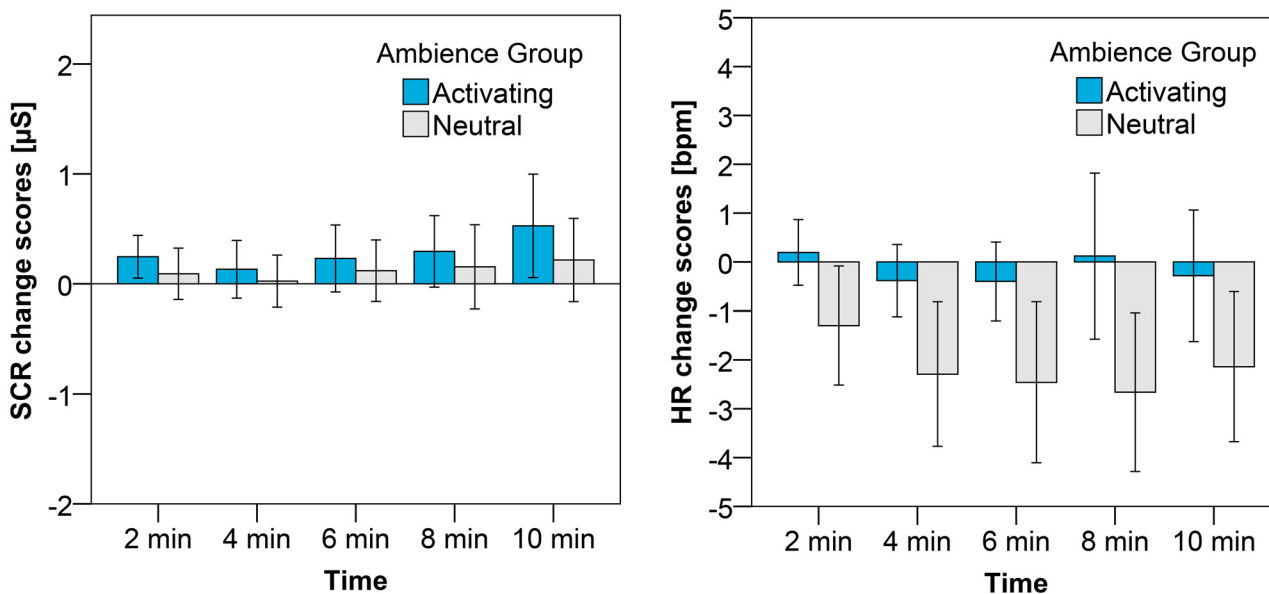 SCR change scores [µS]
2
1
0
-1
-2
Ambience Group
Activating
Neutral
2 min 4 min 6 min 8 min 10 min
Time
HR change scores [bpm]
5
4
3
2
1
0
-1
-2
-3
-4
-5
Ambience Group
Activating
Neutral
2 min 4 min 6 min 8 min 10 min
Time